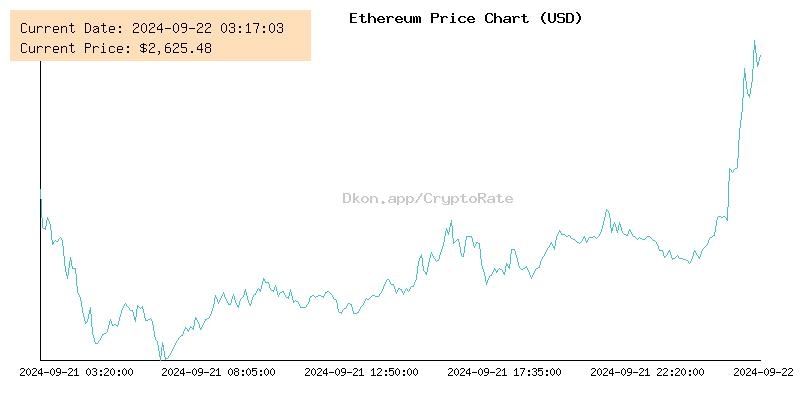 Ethereum Price Chart (USD)
Current Date: 2024-09-22 03:17:03
Current Price: $2,625.48
Dkon.app/CryptoRate
2024-09-21 03:20:00
2024-09-21 08:05:00
2024-09-21 12:50:00
2024-09-21 17:35:00
2024-09-21 22:20:00
2024-09-22